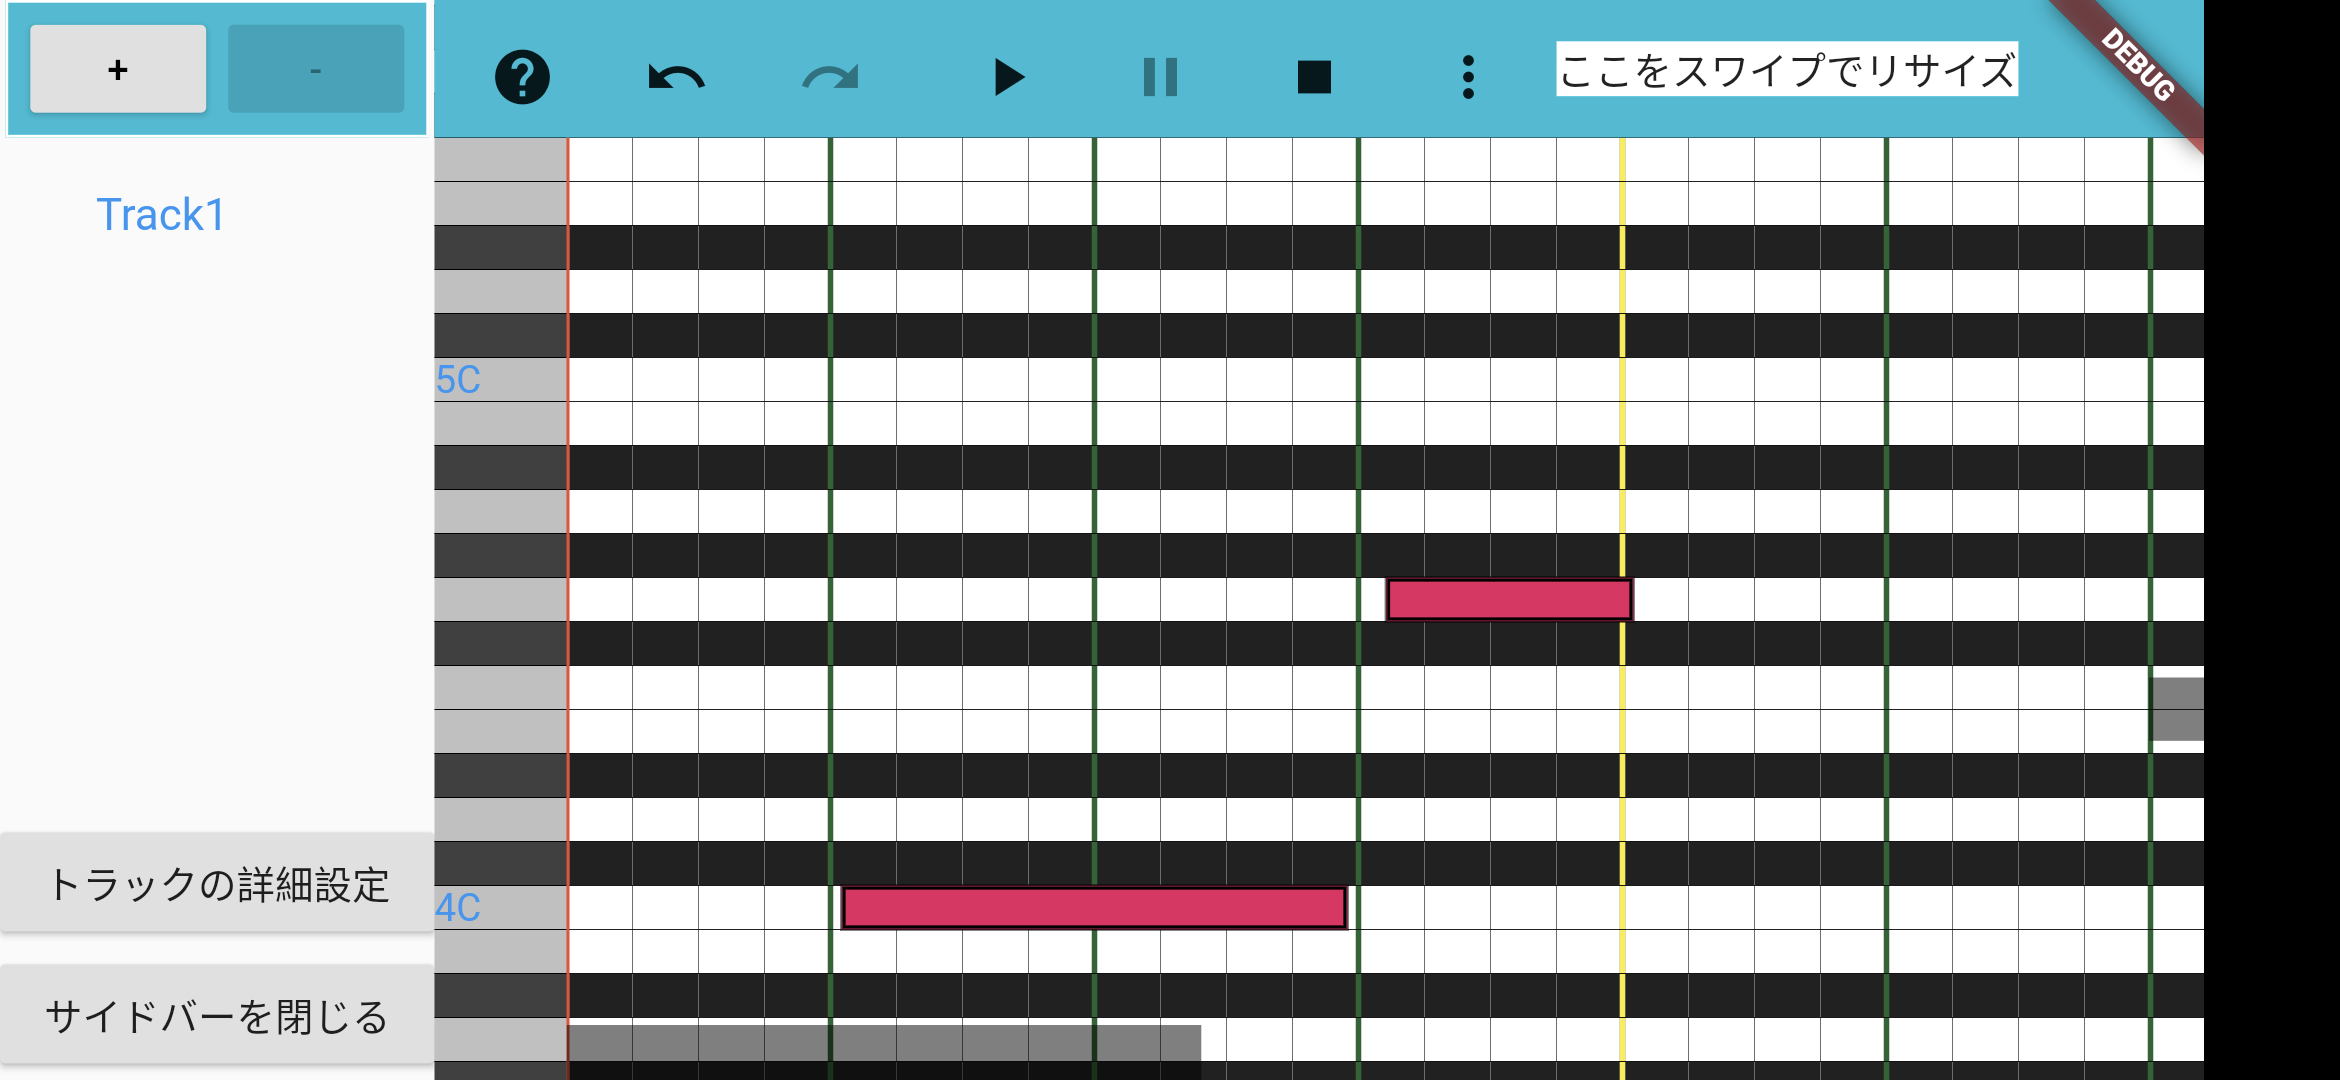 +
-
ここをスワイプでリサイズ
DEBUG
Track1
5C
4C
トラックの詳細設定
サイドバーを閉じる